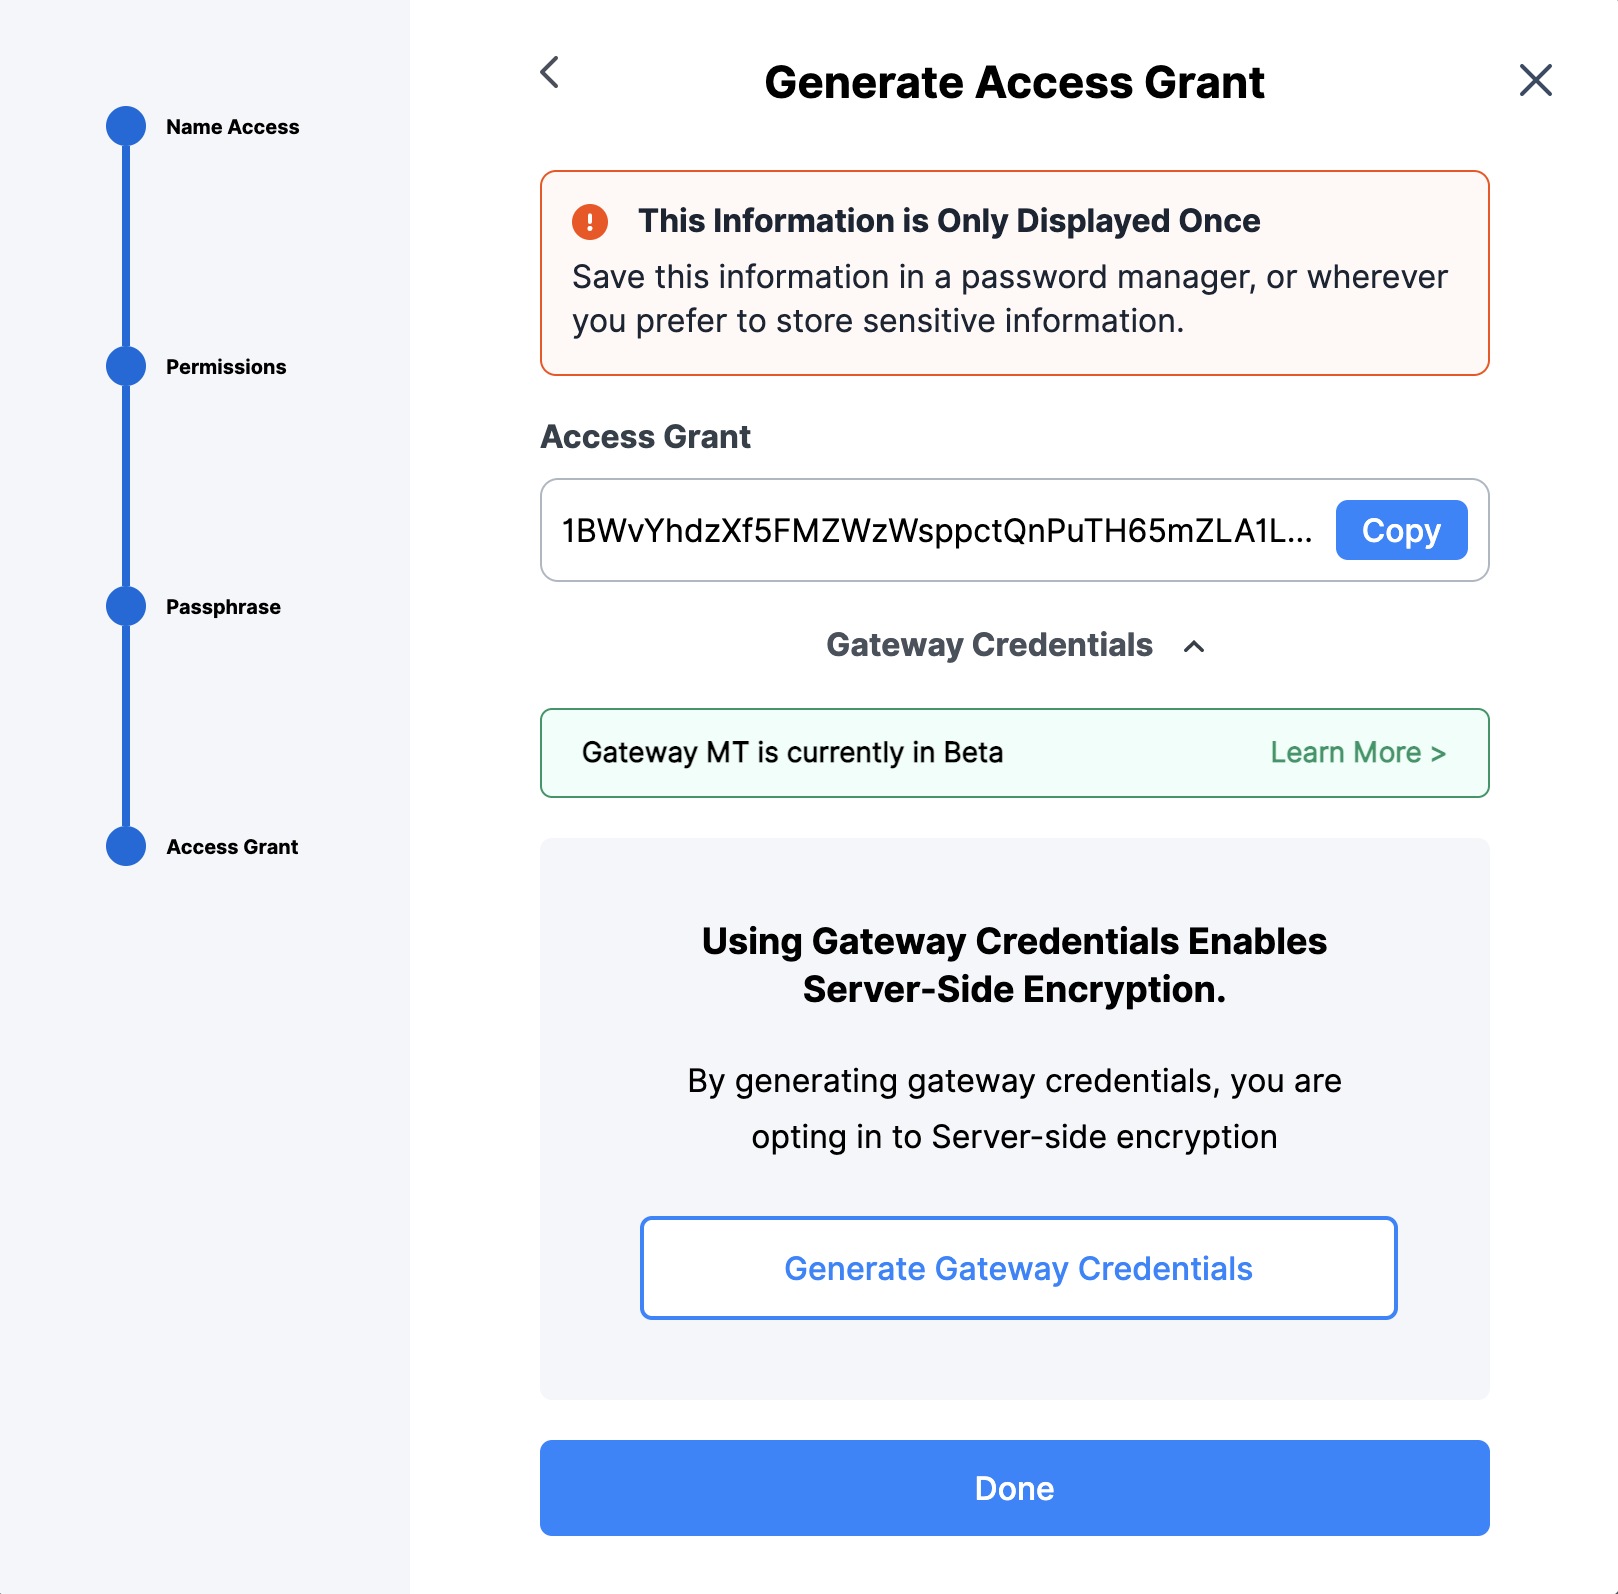 Name Access
Permissions
Passphrase
Access Grant
Generate Access Grant
This Information is Only Displayed Once
Save this information in a password manager, or wherever
you prefer to store sensitive information.
Access Grant
1BWvYhdzXf5FMZWzWsppctQnPuTH65mZLA1L...
Copy
Gateway Credentials
Gateway MT is currently in Beta
Learn More >
Using Gateway Credentials Enables
Server-Side Encryption.
By generating gateway credentials, you are
opting in to Server-side encryption
Generate Gateway Credentials
Done